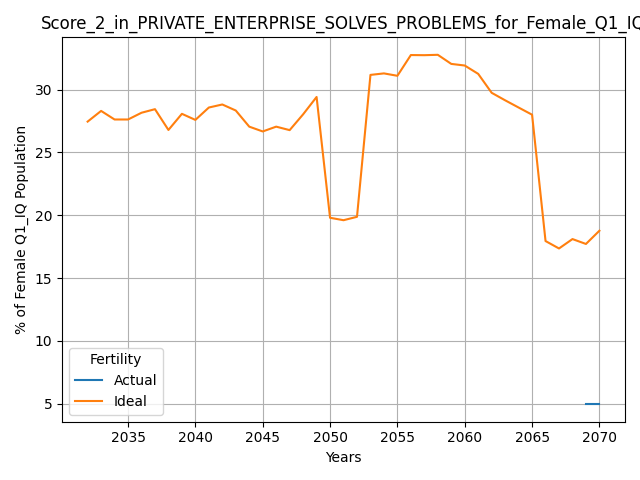 Score_2_in_PRIVATE_ENTERPRISE_SOLVES_PROBLEMS_for_Female_Q1_IQ
% of Female Q1_IQ Population
30
25
20
15
10
5
Fertility
Actual
Ideal
2035 2040 2045 2050 2055 2060 2065 2070
Years